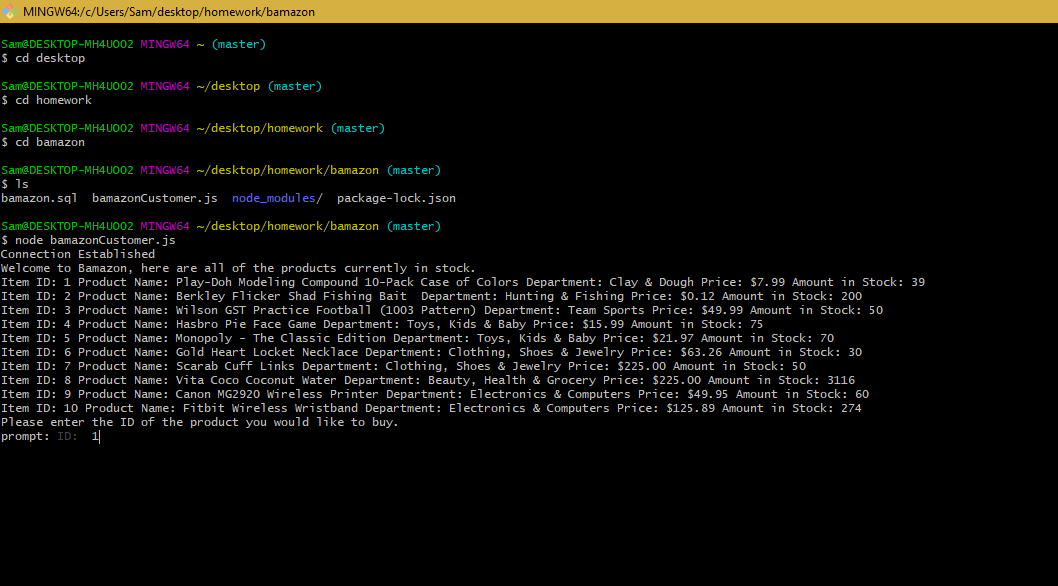 MINGW64:/c/Users/Sam/desktop/homework/bamazon
Sam@DESKTOP-MH4UOO2 MINGW64 ~ (master)
$ cd desktop
Sam@DESKTOP-MH4UOO2 MINGW64 ~/desktop (master)
$ cd homework
Sam@DESKTOP-MH4UOO2 MINGW64 ~/desktop/homework (master)
$ cd bamazon
Sam@DESKTOP-MH4UOO2 MINGW64 ~/desktop/homework/bamazon (master)
$ ls
bamazon.sql  bamazonCustomer.js  node_modules/  package-lock.json
Sam@DESKTOP-MH4UOO2 MINGW64 ~/desktop/homework/bamazon (master)
$ node bamazonCustomer.js
Connection Established
Welcome to Bamazon, here are all of the products currently in stock.
Item ID: 1 Product Name: Play-Doh Modeling Compound 10-Pack Case of Colors Department: Clay & Dough Price: $7.99 Amount in Stock: 39
Item ID: 2 Product Name: Berkley Flicker Shad Fishing Bait  Department: Hunting & Fishing Price: $0.12 Amount in Stock: 200
Item ID: 3 Product Name: Wilson GST Practice Football (1003 Pattern) Department: Team Sports Price: $49.99 Amount in Stock: 50
Item ID: 4 Product Name: Hasbro Pie Face Game Department: Toys, Kids & Baby Price: $15.99 Amount in Stock: 75
Item ID: 5 Product Name: Monopoly - The Classic Edition Department: Toys, Kids & Baby Price: $21.97 Amount in Stock: 70
Item ID: 6 Product Name: Gold Heart Locket Necklace Department: Clothing, Shoes & Jewelry Price: $63.26 Amount in Stock: 30
Item ID: 7 Product Name: Scarab Cuff Links Department: Clothing, Shoes & Jewelry Price: $225.00 Amount in Stock: 50
Item ID: 8 Product Name: Vita Coco Coconut Water Department: Beauty, Health & Grocery Price: $225.00 Amount in Stock: 3116
Item ID: 9 Product Name: Canon MG2920 Wireless Printer Department: Electronics & Computers Price: $49.95 Amount in Stock: 60
Item ID: 10 Product Name: Fitbit Wireless Wristband Department: Electronics & Computers Price: $125.89 Amount in Stock: 274
Please enter the ID of the product you would like to buy.
prompt: ID:  1